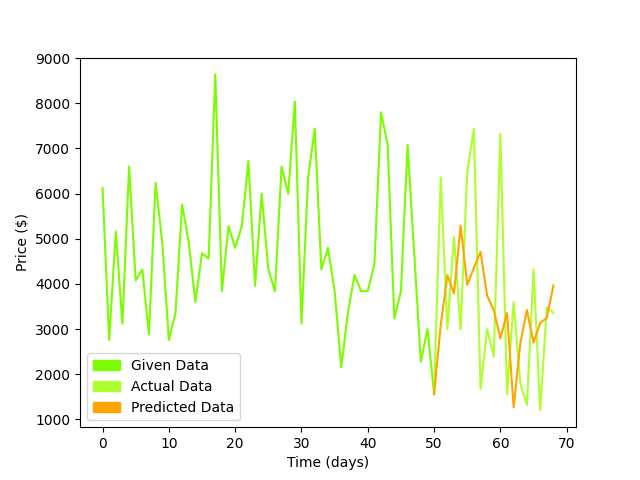 9000
8000
7000
6000
5000
4000
3000
2000
1000
Price ($)
Given Data
Actual Data
Predicted Data
0 10 20 30 40 50 60 70
Time (days)